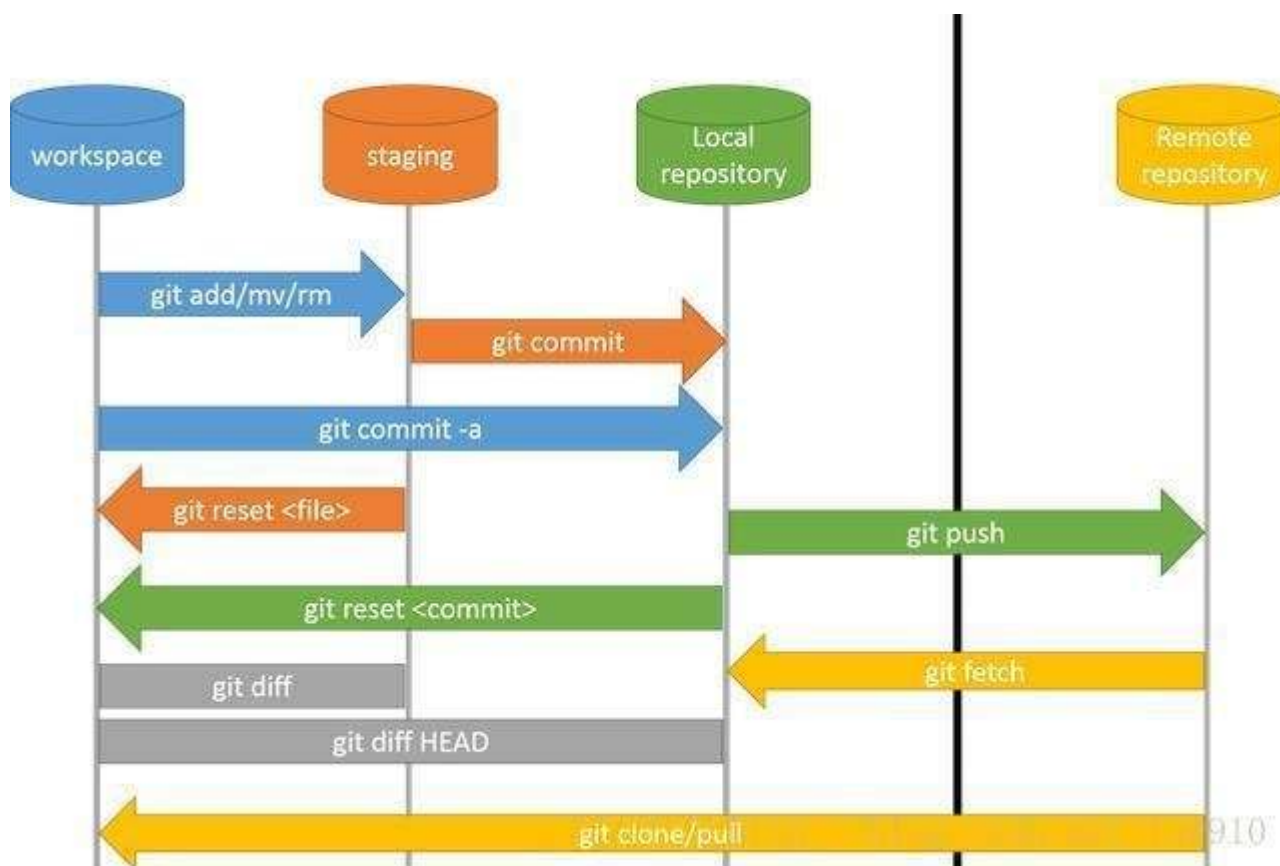 workspace
staging
Local
repository
Remote
repository
git add/mv/rm
git commit
git commit -a
git reset <file>
git push
git reset <commit>
git fetch
git diff
git diff HEAD
git clone/pull
910